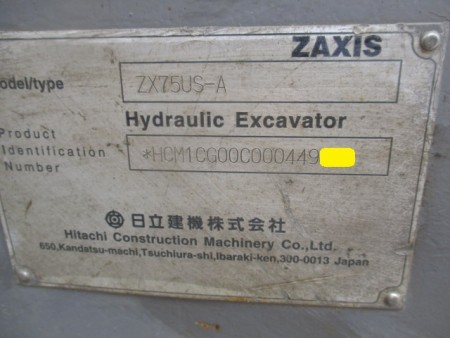 ZAXIS
odel/type ZX75US-A
Hydraulic Excavator
Product
Identification *HCM1CG00C000449
Number
日立建機株式会社
Hitachi Construction Machinery Co.,Ltd.
650,Kandatsu-machi,Tsuchiura-shi,Ibaraki-ken,300-0013 Japan